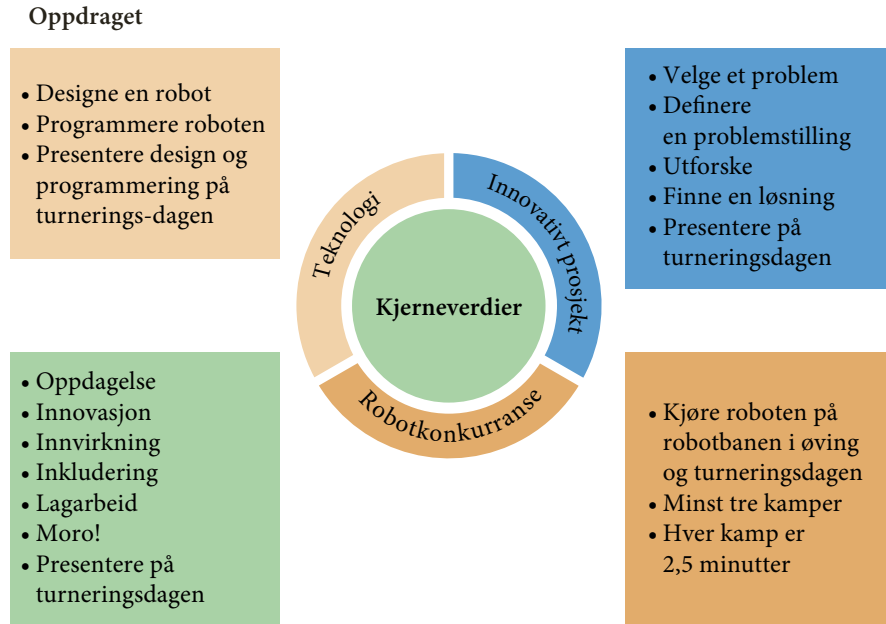 Oppdraget
• Designe en robot
• Programmere roboten
• Presentere design og
programmering på
turnerings-dagen
• Velge et problem
• Definere
en problemstilling
• Utforske
• Finne en løsning
• Presentere på
turneringsdagen
Teknologi
Innovativt prosjekt
Kjerneverdier
Robotkonkurranse
• Oppdagelse
• Innovasjon
• Innvirkning
• Inkludering
• Lagarbeid
• Moro!
• Presentere på
turneringsdagen
• Kjøre roboten på
robotbanen i øving
og turneringsdagen
• Minst tre kamper
• Hver kamp er
2,5 minutter